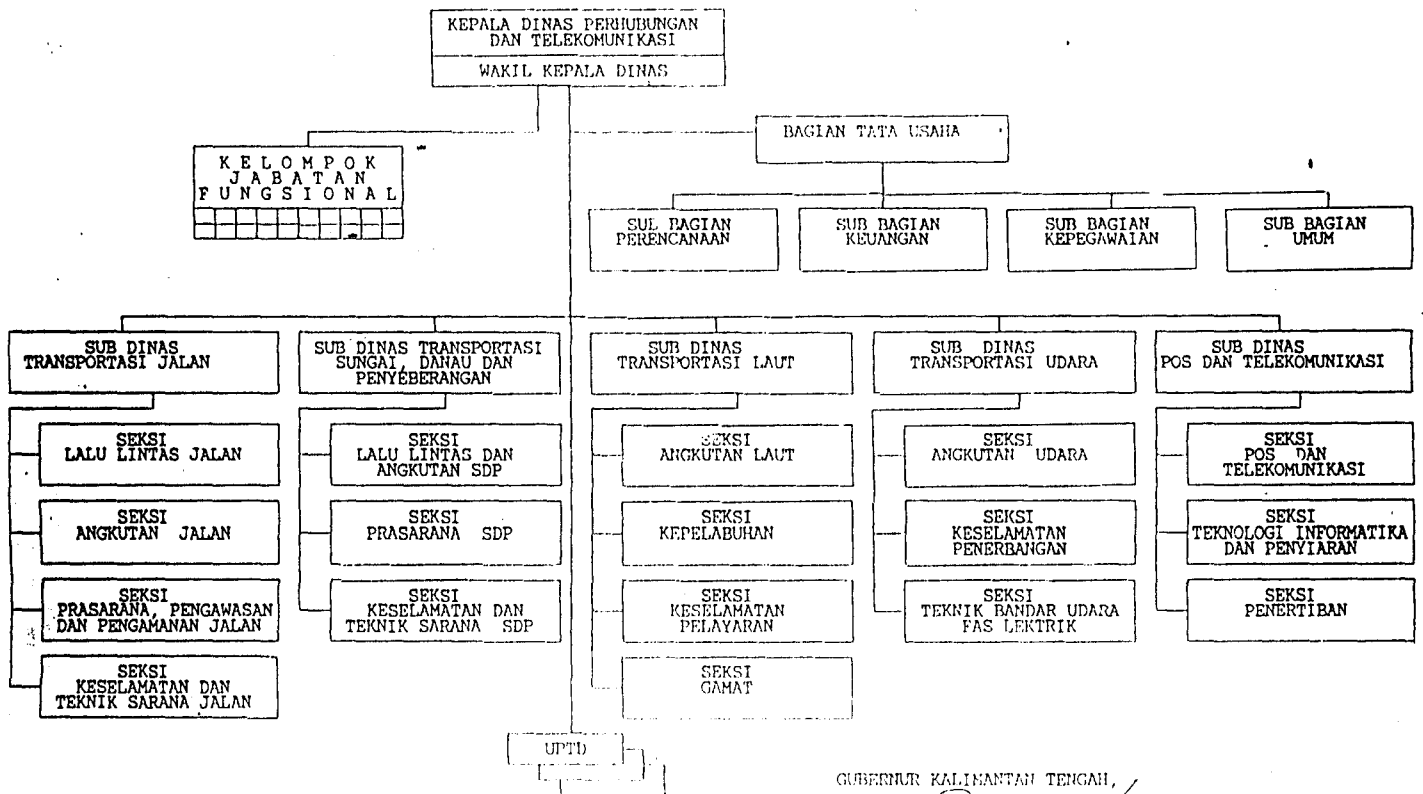 KEPALA DINAS PERHUBUNGAN
DAN TELEKOMUNIKASI
WAKIL KEPALA DINAS
BAGIAN TATA USAHA
K E L O M P O K
J A B A T A N
F U N G S I O N A L
SUB BAGIAN
PERENCANAAN
SUB BAGIAN
KEUANGAN
SUB BAGIAN
KEPEGAWAIAN
SUB BAGIAN
UMUM
SUB DINAS
TRANSPORTASI JALAN
SUB DINAS TRANSPORTASI
SUNGAI, DANAU DAN
PENYEBERANGAN
SUB DINAS
TRANSPORTASI LAUT
SUB DINAS
TRANSPORTASI UDARA
SUB DINAS
POS DAN TELEKOMUNIKASI
SEKSI
LALU LINTAS JALAN
SEKSI
LALU LINTAS DAN
ANGKUTAN SDP
SEKSI
ANGKUTAN LAUT
SEKSI
ANGKUTAN UDARA
SEKSI
POS DAN
TELEKOMUNIKASI
SEKSI
ANGKUTAN JALAN
SEKSI
PRASARANA SDP
SEKSI
KEPELABUHAN
SEKSI
KESELAMATAN
PENERBANGAN
SEKSI
TEKNOLOGI INFORMATIKA
DAN PENYIARAN
SEKSI
PRASARANA, PENGAWASAN
DAN PENGAMANAN JALAN
SEKSI
KESELAMATAN DAN
TEKNIK SARANA SDP
SEKSI
KESELAMATAN
PELAYARAN
SEKSI
TEKNIK BANDAR UDARA
FAS LEKTRIK
SEKSI
PENERTIBAN
SEKSI
KESELAMATAN DAN
TEKNIK SARANA JALAN
SEKSI
GAMAT
UPTD
GUBERNUR KALIMANTAN TENGAH,